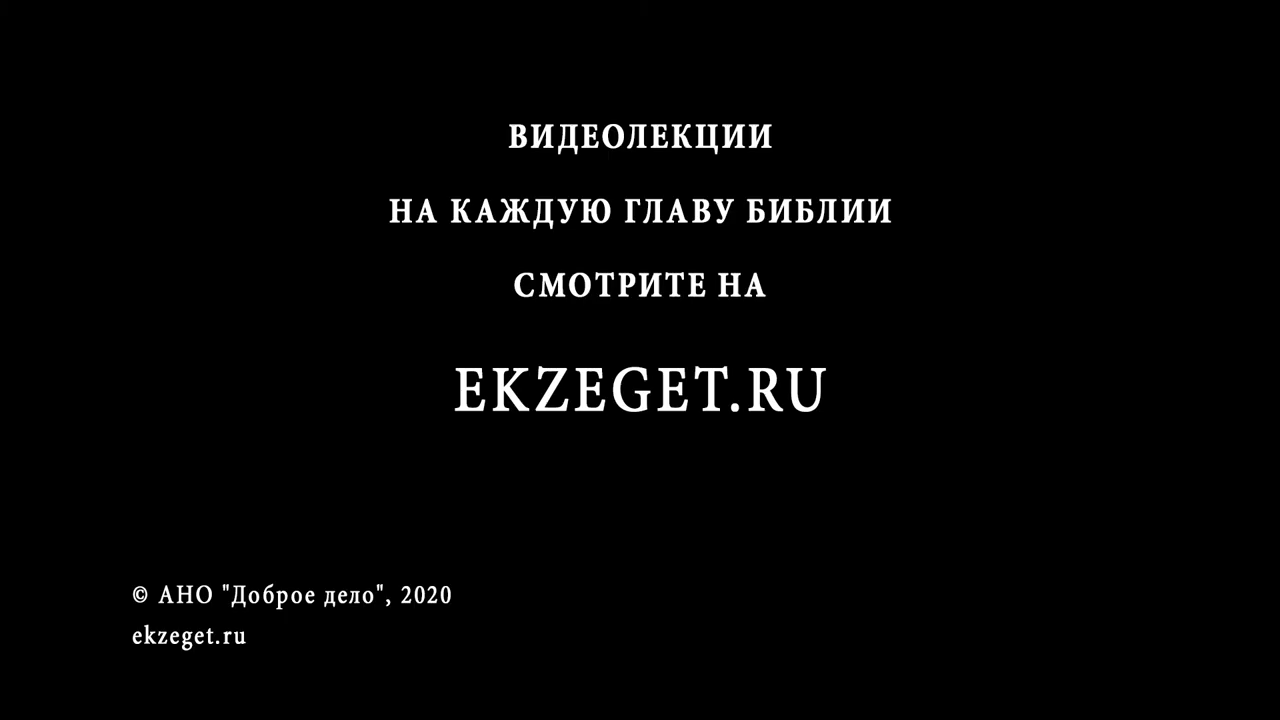 ВИДЕОЛЕКЦИИ
НА КАЖДУЮ ГЛАВУ БИБЛИИ
СМОТРИТЕ НА
EKZEGET.RU
© АНО "Доброе дело", 2020
ekzeget.ru